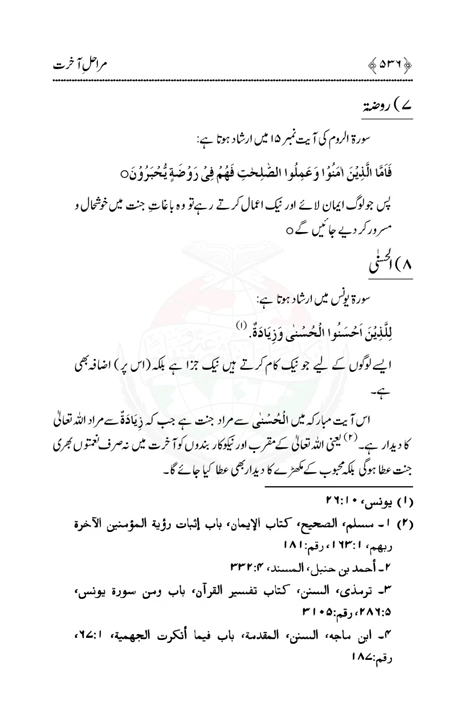 ﴿۵۳۶﴾ مراحلِ آخرت
۷) روضۃ
سورۃ الروم کی آیت نمبر ۱۵ میں ارشاد ہوتا ہے:
فَاَمَّا الَّذِيْنَ اٰمَنُوْا وَعَمِلُوا الصّٰلِحٰتِ فَهُمْ فِيْ رَوْضَةٍ يُّحْبَرُوْنَo
پس جو لوگ ایمان لائے اور نیک اعمال کرتے رہے تو وہ باغاتِ جنت میں خوشحال و
مسرور کر دیے جائیں گےo
۸) الحُسنٰی
سورۃ یونس میں ارشاد ہوتا ہے:
لِلَّذِيْنَ اَحْسَنُوا الْحُسْنٰى وَزِيَادَةٌ. (۱)
ایسے لوگوں کے لیے جو نیک کام کرتے ہیں نیک جزا ہے بلکہ (اس پر) اضافہ بھی
ہے۔
اس آیت مبارکہ میں الْحُسْنٰی سے مراد جنت ہے جب کہ زِيَادَةٌ سے مراد اللہ تعالیٰ
کا دیدار ہے۔(۲) یعنی اللہ تعالیٰ کے مقرب اور نیکوکار بندوں کو آخرت میں نہ صرف نعمتوں بھری
جنت عطا ہوگی بلکہ محبوب کے مکھڑے کا دیدار بھی عطا کیا جائے گا۔
(۱) یونس، ۱۰:۲۶
(۲) ۱۔ مسلم، الصحیح، کتاب الإیمان، باب إثبات رؤیة المؤمنین الآخرة
ربهم، ۱:۱۶۳، رقم:۱۸۱
۲۔ أحمد بن حنبل، المسند، ۴:۳۳۲
۳۔ ترمذی، السنن، کتاب تفسیر القرآن، باب ومن سورة یونس،
۵:۲۸۶، رقم:۳۱۰۵
۴۔ ابن ماجه، السنن، المقدمة، باب فیما أنکرت الجهمیة، ۱:۶۷،
رقم:۱۸۷